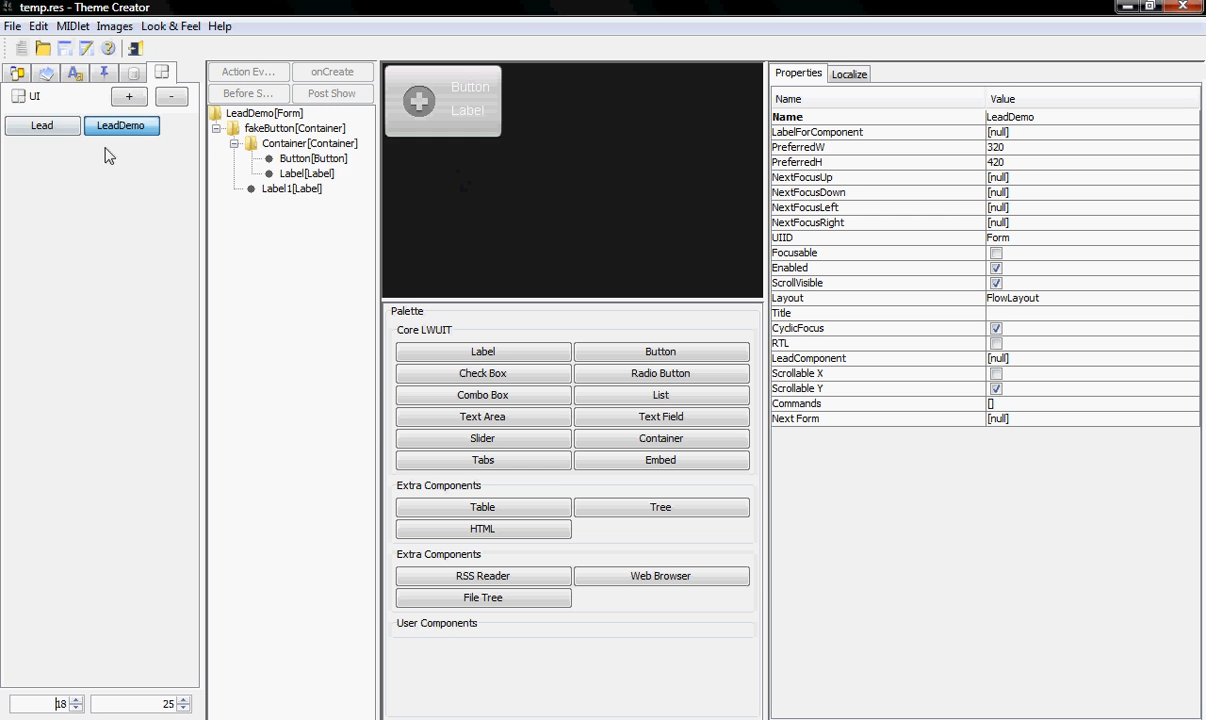 temp.res - Theme Creator
File Edit MIDlet Images Look & Feel Help
UI + -
Lead LeadDemo
18 25
Action Ev... onCreate
Before S... Post Show
LeadDemo[Form]
fakeButton[Container]
Container[Container]
Button[Button]
Label[Label]
Label1[Label]
Button
Label
Palette
Core LWUIT
Label Button
Check Box Radio Button
Combo Box List
Text Area Text Field
Slider Container
Tabs Embed
Extra Components
Table Tree
HTML
Extra Components
RSS Reader Web Browser
File Tree
User Components
Properties Localize
Name Value
Name LeadDemo
LabelForComponent [null]
PreferredW 320
PreferredH 420
NextFocusUp [null]
NextFocusDown [null]
NextFocusLeft [null]
NextFocusRight [null]
UIID Form
Focusable
Enabled
ScrollVisible
Layout FlowLayout
Title
CyclicFocus
RTL
LeadComponent [null]
Scrollable X
Scrollable Y
Commands []
Next Form [null]